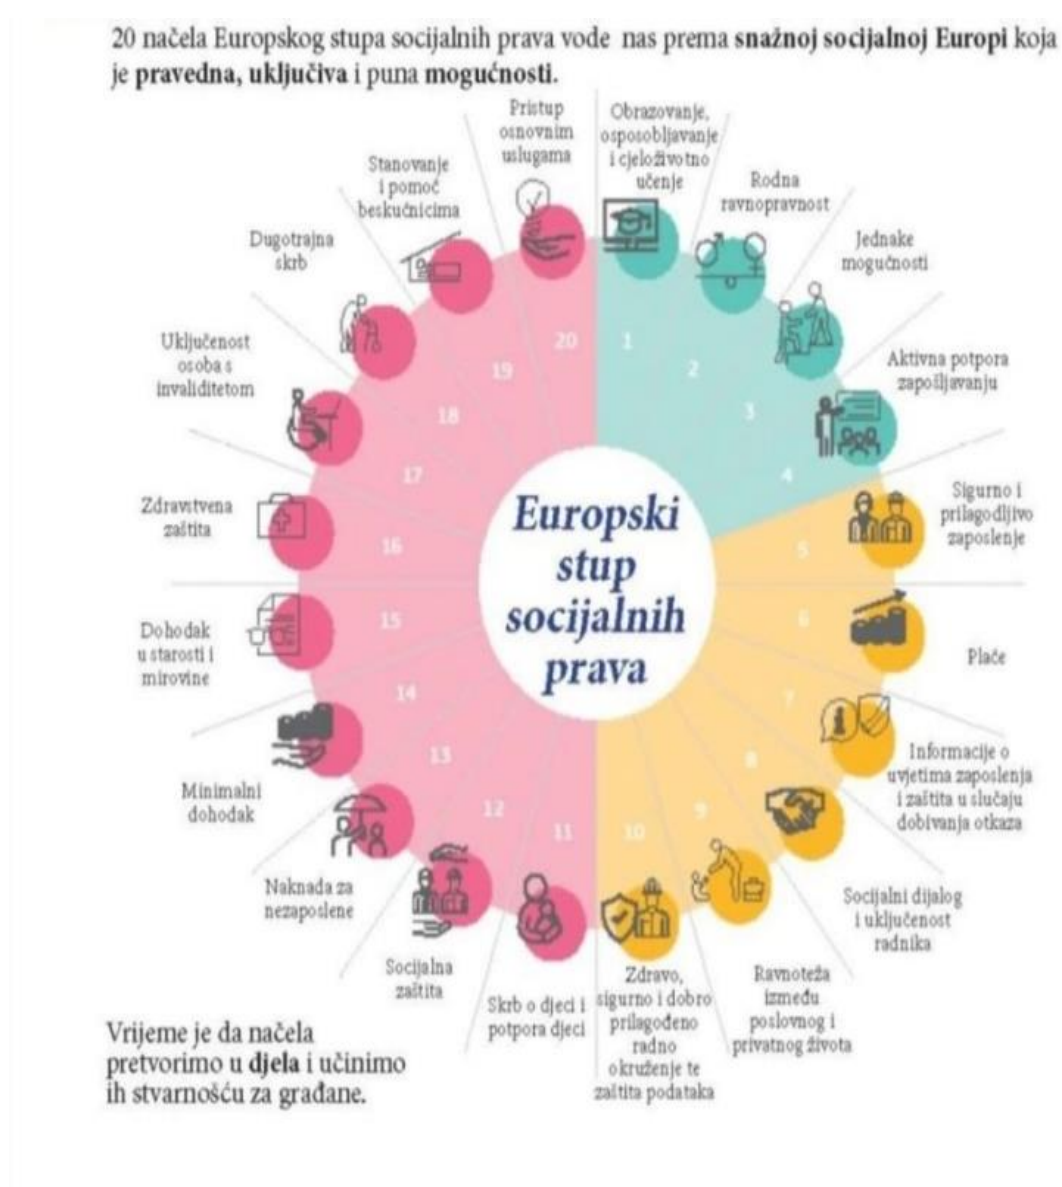 20 načela Europskog stupa socijalnih prava vode nas prema snažnoj socijalnoj Europi koja
je pravedna, uključiva i puna mogućnosti.
Pristup
osnovnim
uslugama
Obrazovanje,
osposobljavanje
i cjeloživotno
učenje
Rodna
ravnopravnost
Jednake
mogućnosti
Aktivna potpora
zapošljavanju
Sigurno i
prilagodljivo
zaposlenje
Plaće
Informacije o
uvjetima zaposlenja
i zaštita u slučaju
dobivanja otkaza
Socijalni dijalog
i uključenost
radnika
Ravnoteža
između
poslovnog i
privatnog života
Zdravo,
sigurno i dobro
prilagođeno
radno
okruženje te
zaštita podataka
Skrb o djeci i
potpora djeci
Socijalna
zaštita
Naknada za
nezaposlene
Minimalni
dohodak
Dohodak
u starosti i
mirovine
Zdravstvena
zaštita
Uključenost
osoba s
invaliditetom
Dugotrajna
skrb
Stanovanje
i pomoć
beskućnicima
1
2
3
4
5
6
7
8
9
10
11
12
13
14
15
16
17
18
19
20
Europski
stup
socijalnih
prava
Vrijeme je da načela
pretvorimo u djela i učinimo
ih stvarnošću za građane.